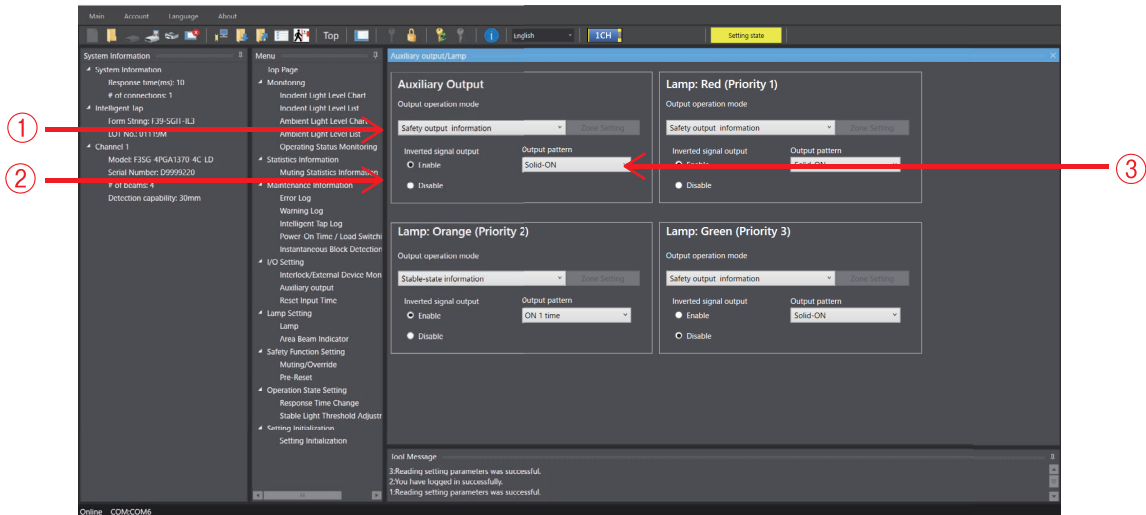 Main Account Language About
Top
English
1CH
Setting state
System Information
System Information
Response time(ms): 10
# of connections: 1
Intelligent Tap
Form String: F39-SGIT-IL3
LOT No.: 01119M
Channel 1
Model: F3SG-4PGA1370-4C-LD
Serial Number: D9999220
# of beams: 4
Detection capability: 30mm
Menu
Top Page
Monitoring
Incident Light Level Chart
Incident Light Level List
Ambient Light Level Chart
Ambient Light Level List
Operating Status Monitoring
Statistics Information
Muting Statistics Information
Maintenance Information
Error Log
Warning Log
Intelligent Tap Log
Power On Time / Load Switchi
Instantaneous Block Detection
I/O Setting
Interlock/External Device Mon
Auxiliary output
Reset Input Time
Lamp Setting
Lamp
Area Beam Indicator
Safety Function Setting
Muting/Override
Pre-Reset
Operation State Setting
Response Time Change
Stable Light Threshold Adjustr
Setting Initialization
Setting Initialization
Auxiliary output/Lamp
Auxiliary Output
Output operation mode
Safety output information
Zone Setting
Inverted signal output
Output pattern
Enable
Solid-ON
Disable
Lamp: Red (Priority 1)
Output operation mode
Safety output information
Zone Setting
Inverted signal output
Output pattern
Enable
Solid-ON
Disable
Lamp: Orange (Priority 2)
Output operation mode
Stable-state information
Zone Setting
Inverted signal output
Output pattern
Enable
ON 1 time
Disable
Lamp: Green (Priority 3)
Output operation mode
Safety output information
Zone Setting
Inverted signal output
Output pattern
Enable
Solid-ON
Disable
Tool Message
3:Reading setting parameters was successful.
2:You have logged in successfully.
1:Reading setting parameters was successful.
Online COM:COM6
①
②
③